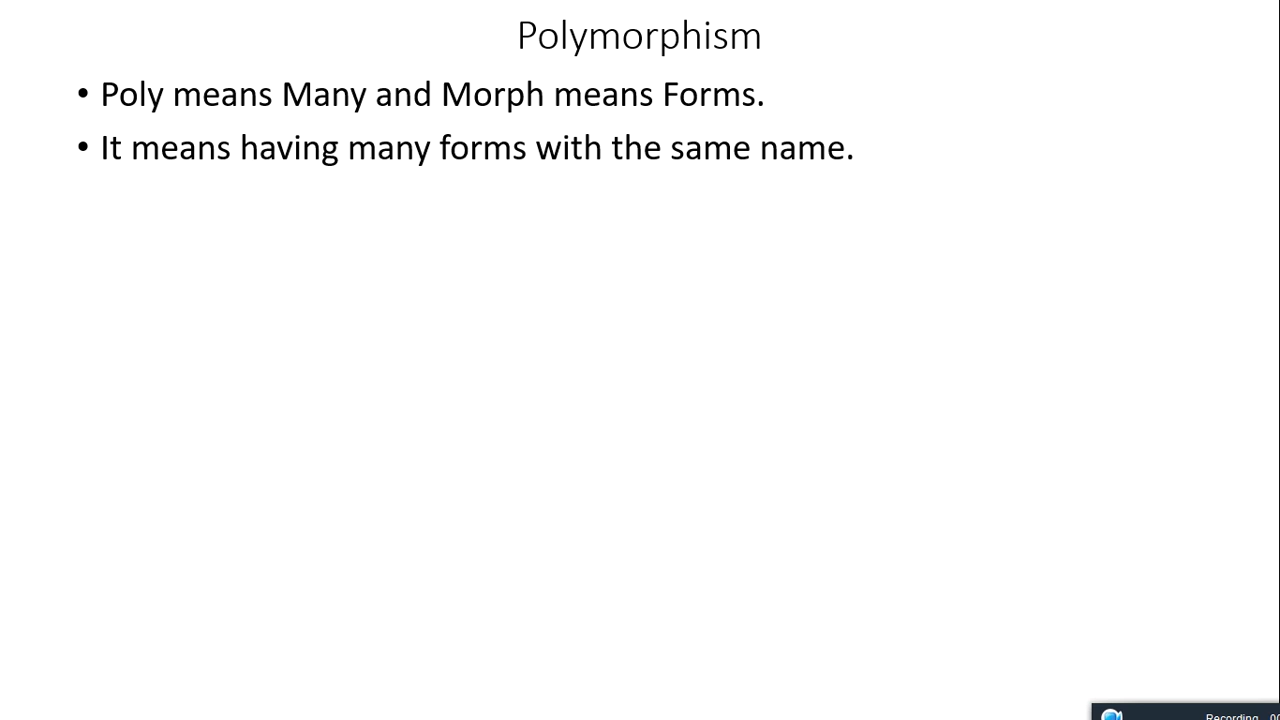 Polymorphism
• Poly means Many and Morph means Forms.
• It means having many forms with the same name.
Recording